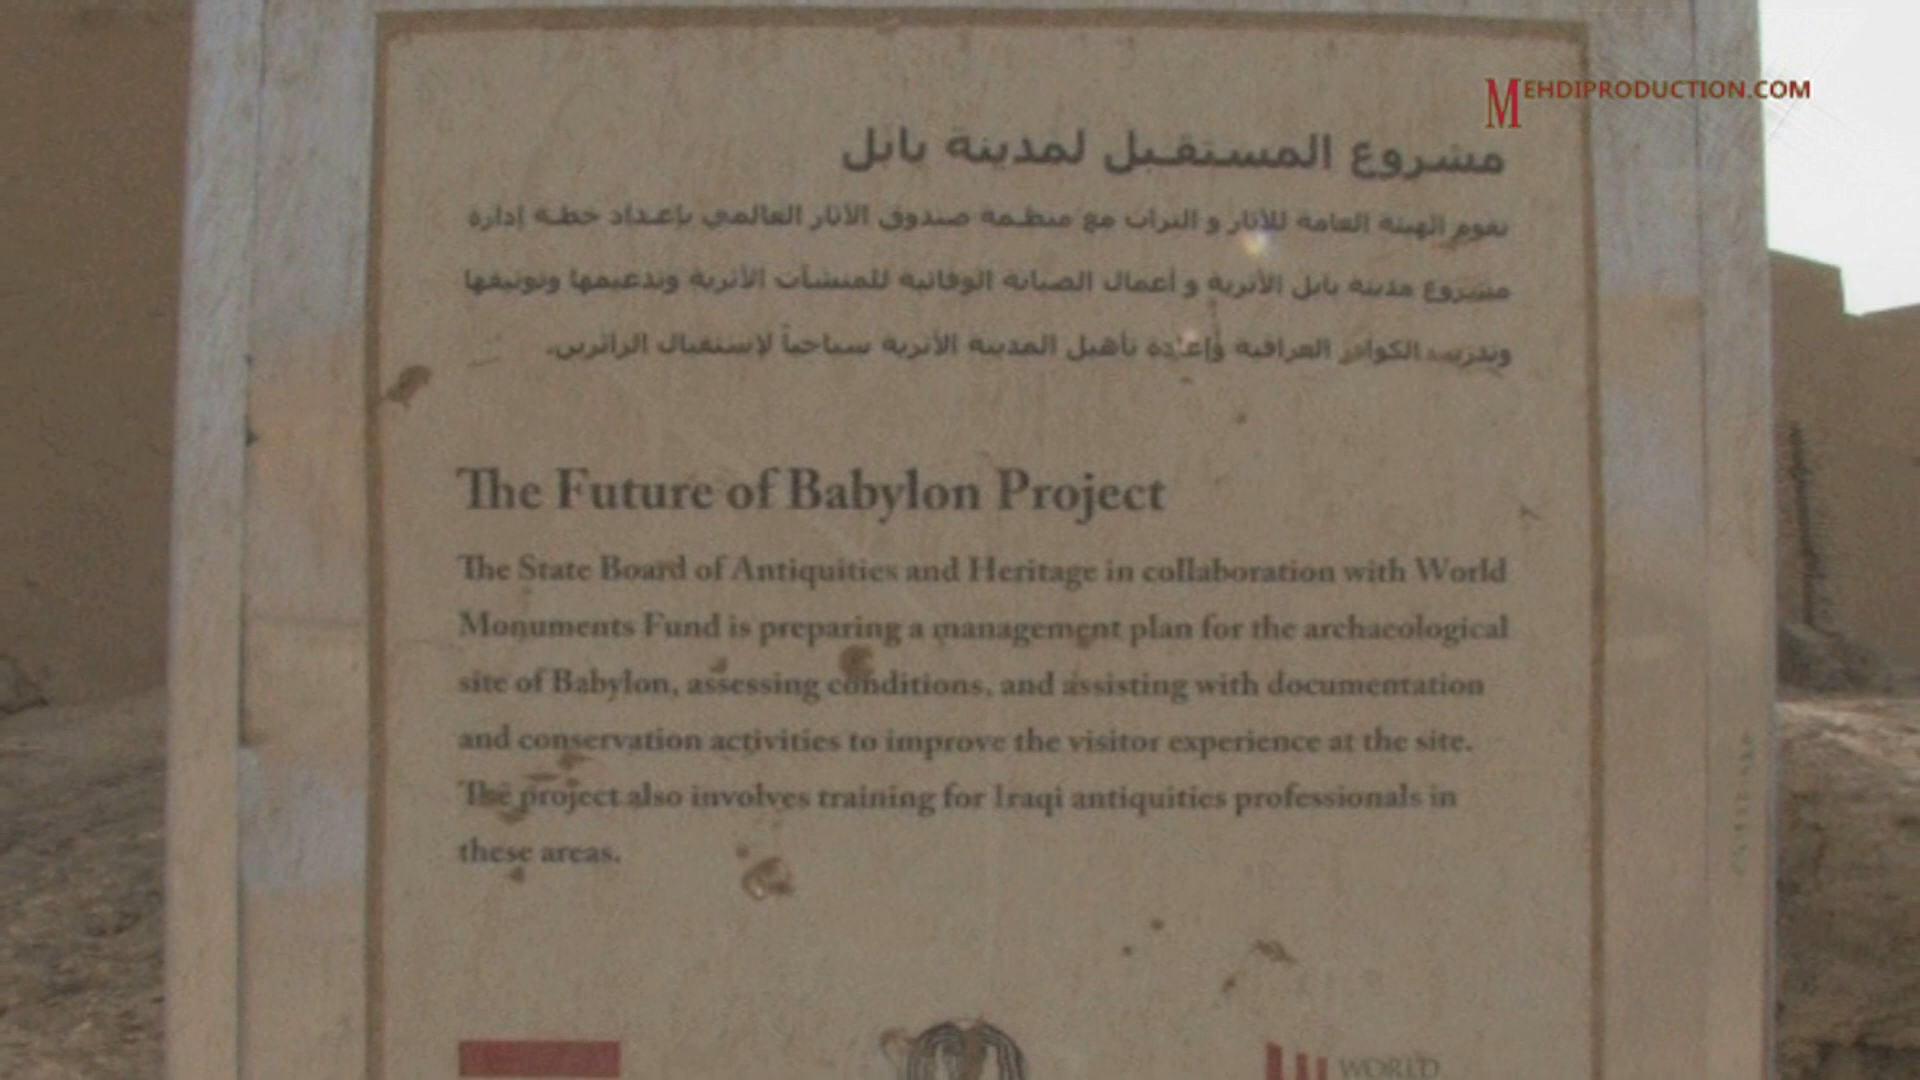 MEHDIPRODUCTION.COM
مشروع المستقبل لمدينة بابل
تقوم الهيئة العامة للآثار و التراث مع منظمة صندوق الآثار العالمي بإعداد خطة إدارة
مشروع مدينة بابل الأثرية و أعمال الصيانة الوقائية للمنشآت الأثرية وتدعيمها وتوثيقها
وتدريب الكوادر العراقية وإعادة تأهيل المدينة الأثرية سياحياً لإستقبال الزائرين.
The Future of Babylon Project
The State Board of Antiquities and Heritage in collaboration with World
Monuments Fund is preparing a management plan for the archaeological
site of Babylon, assessing conditions, and assisting with documentation
and conservation activities to improve the visitor experience at the site.
The project also involves training for Iraqi antiquities professionals in
these areas.
WORLD